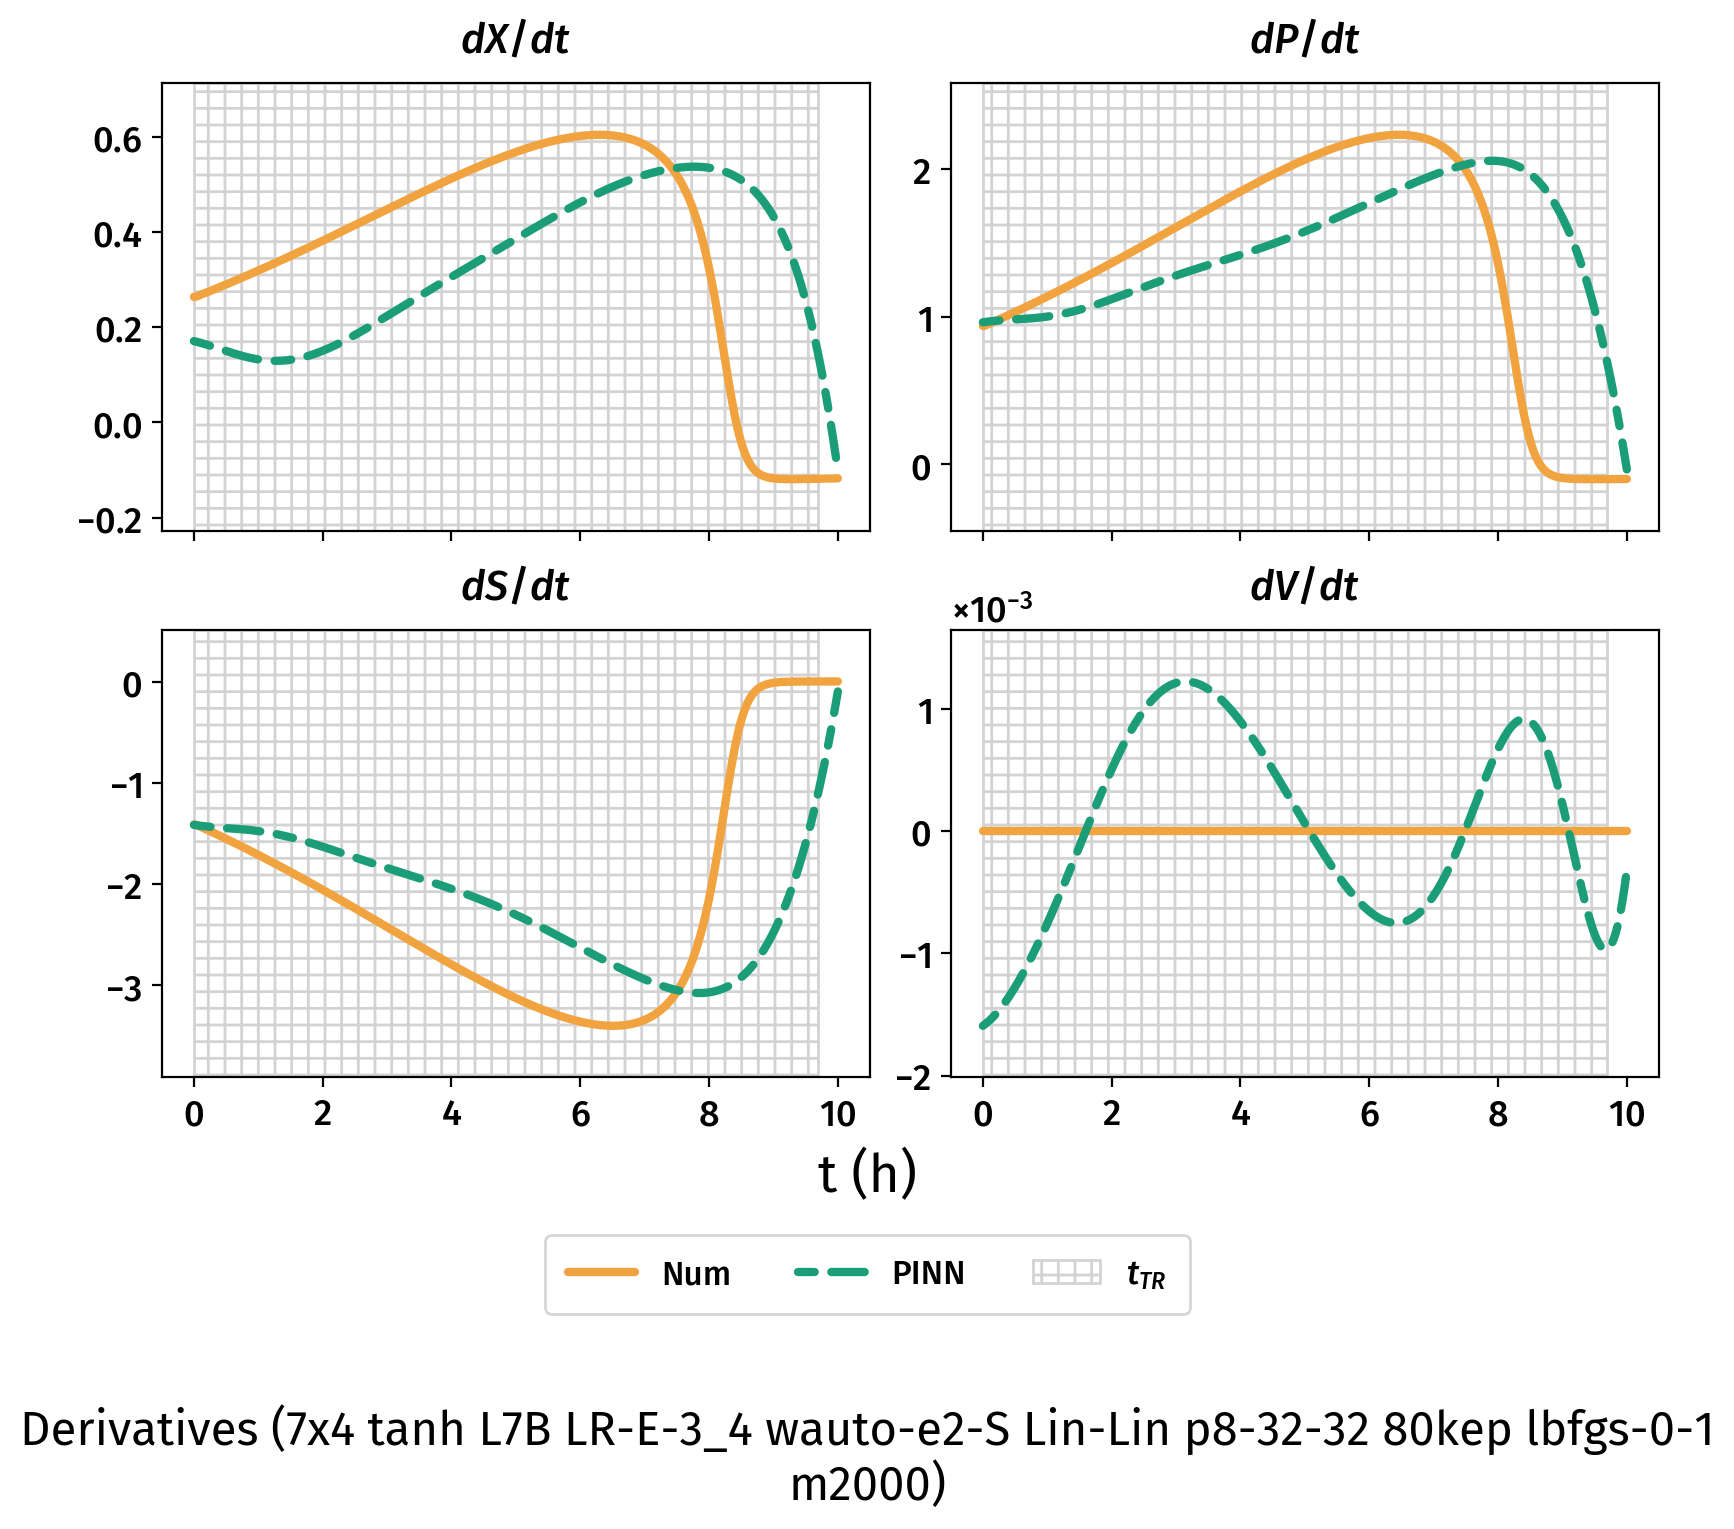 dX/dt
dP/dt
0.6
0.4
0.2
0.0
−0.2
2
1
0
dS/dt
dV/dt
×10⁻³
0
−1
−2
−3
1
0
−1
−2
0 2 4 6 8 10
0 2 4 6 8 10
t (h)
Num PINN t_TR
Derivatives (7x4 tanh L7B LR-E-3_4 wauto-e2-S Lin-Lin p8-32-32 80kep lbfgs-0-1
m2000)